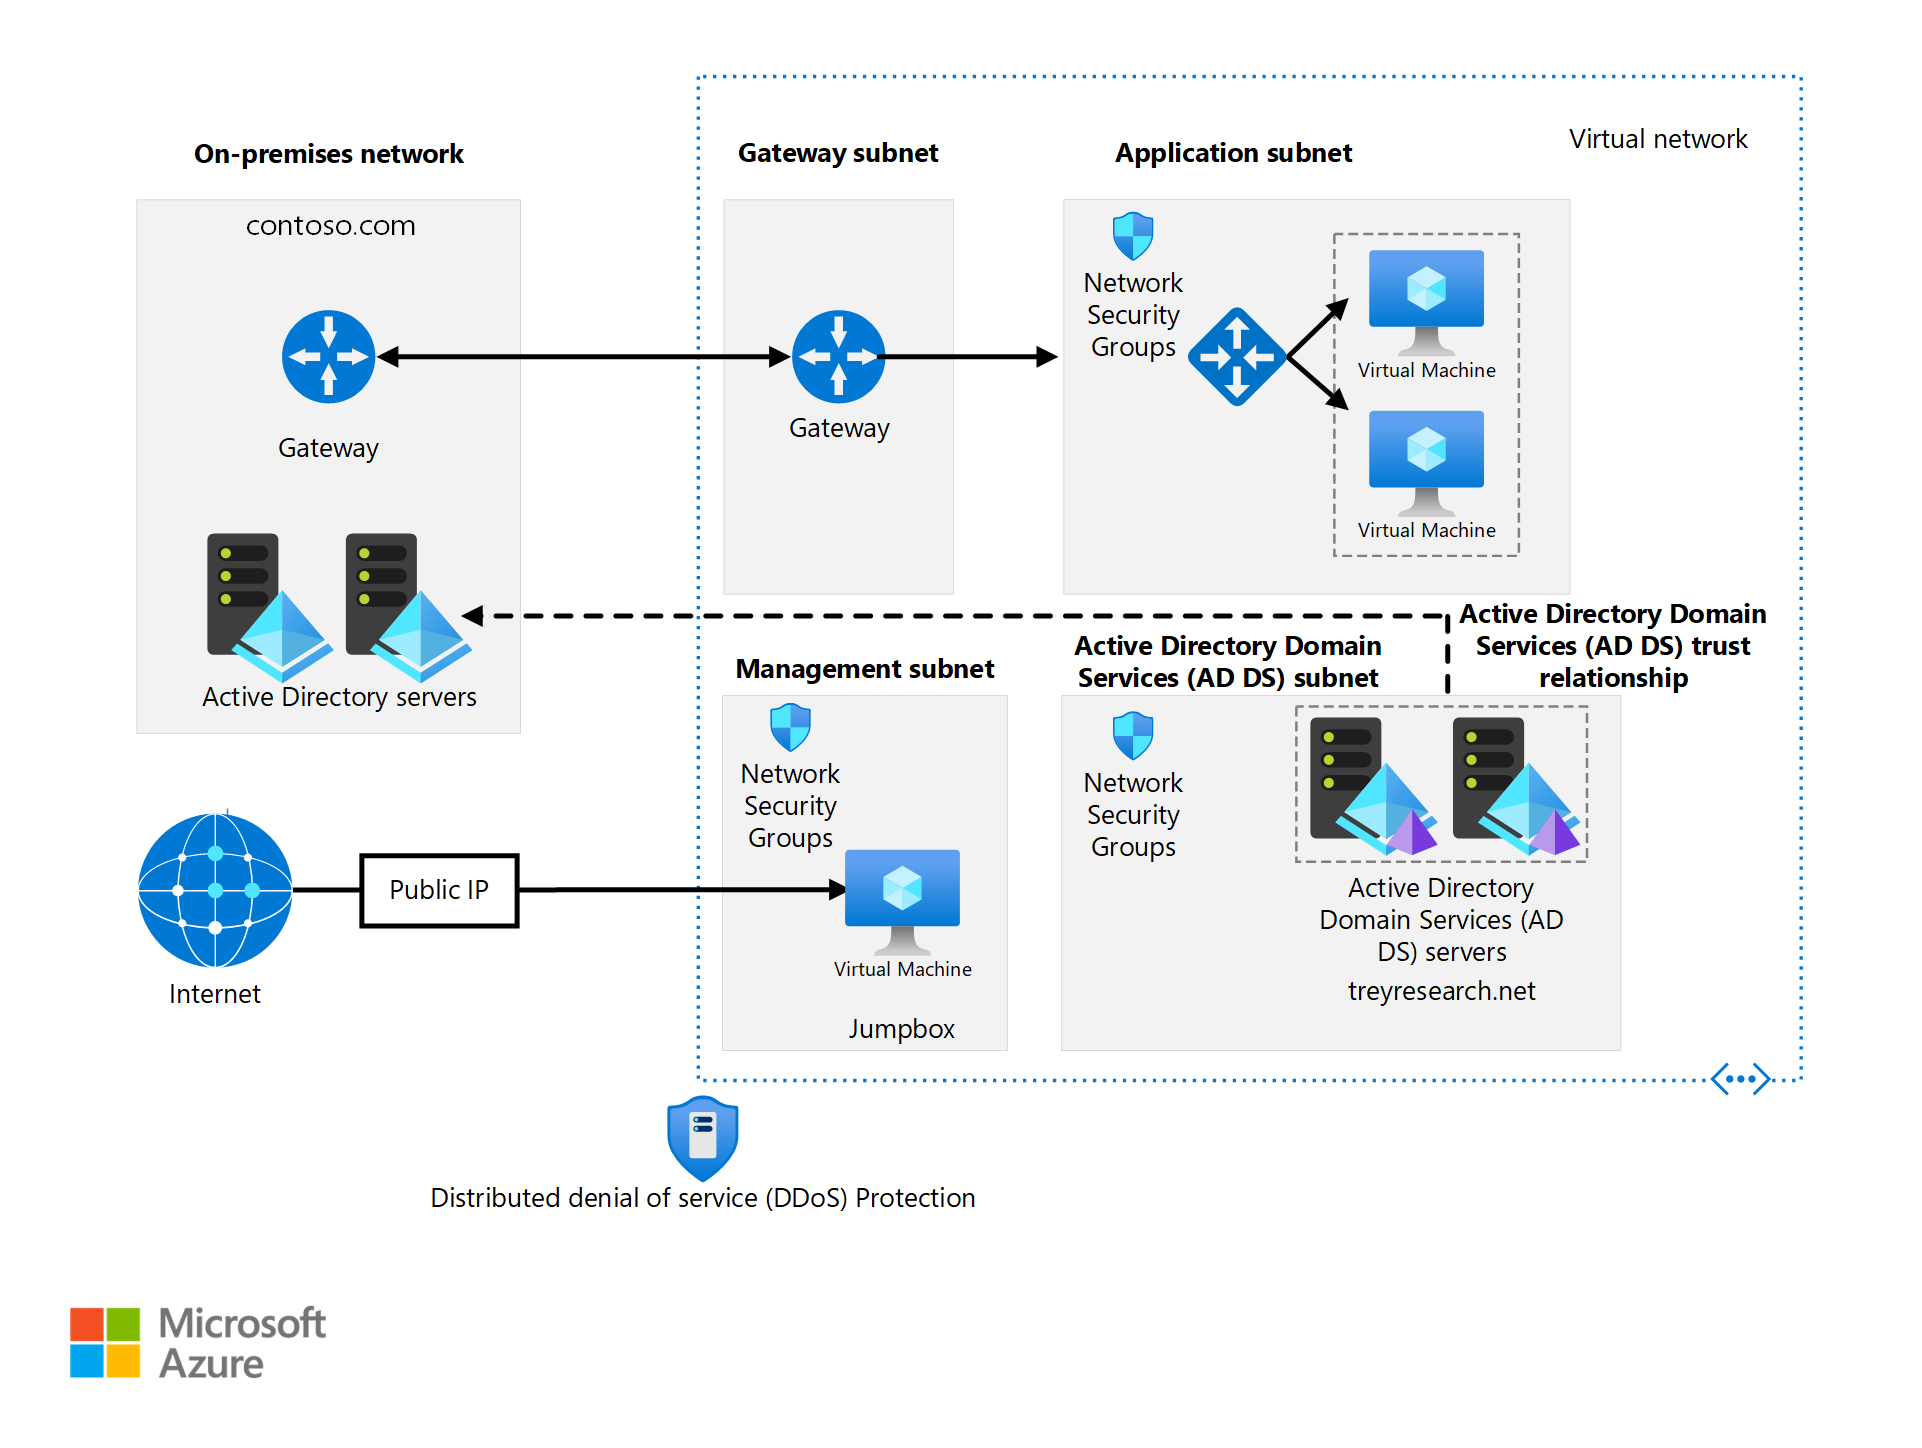 Virtual network
On-premises network
contoso.com
Gateway
Active Directory servers
Gateway subnet
Gateway
Application subnet
Network
Security
Groups
Virtual Machine
Virtual Machine
Active Directory Domain
Services (AD DS) trust
relationship
Management subnet
Network
Security
Groups
Virtual Machine
Jumpbox
Active Directory Domain
Services (AD DS) subnet
Network
Security
Groups
Active Directory
Domain Services (AD
DS) servers
treyresearch.net
Internet
Public IP
Distributed denial of service (DDoS) Protection
Microsoft
Azure